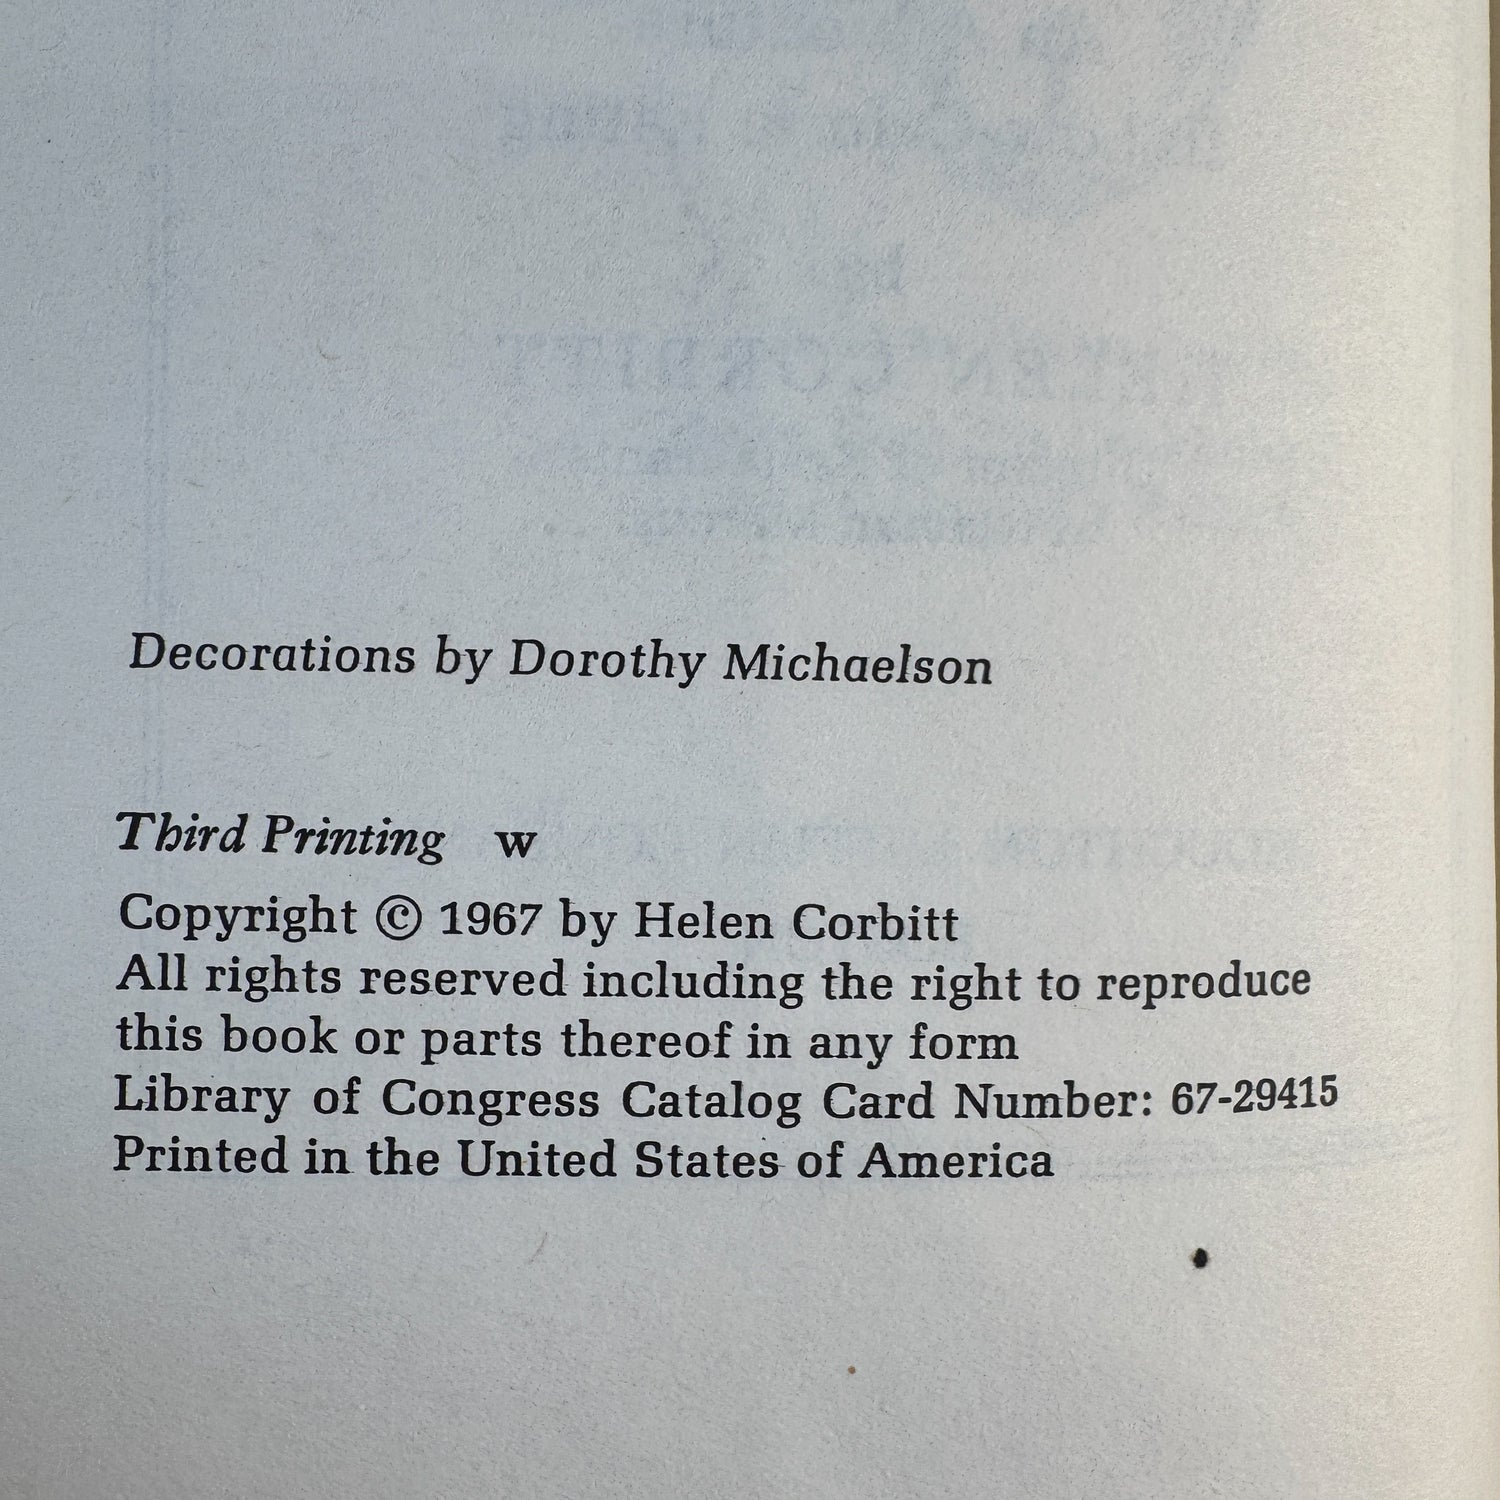 Decorations by Dorothy Michaelson
Third Printing w
Copyright © 1967 by Helen Corbitt
All rights reserved including the right to reproduce
this book or parts thereof in any form
Library of Congress Catalog Card Number: 67-29415
Printed in the United States of America